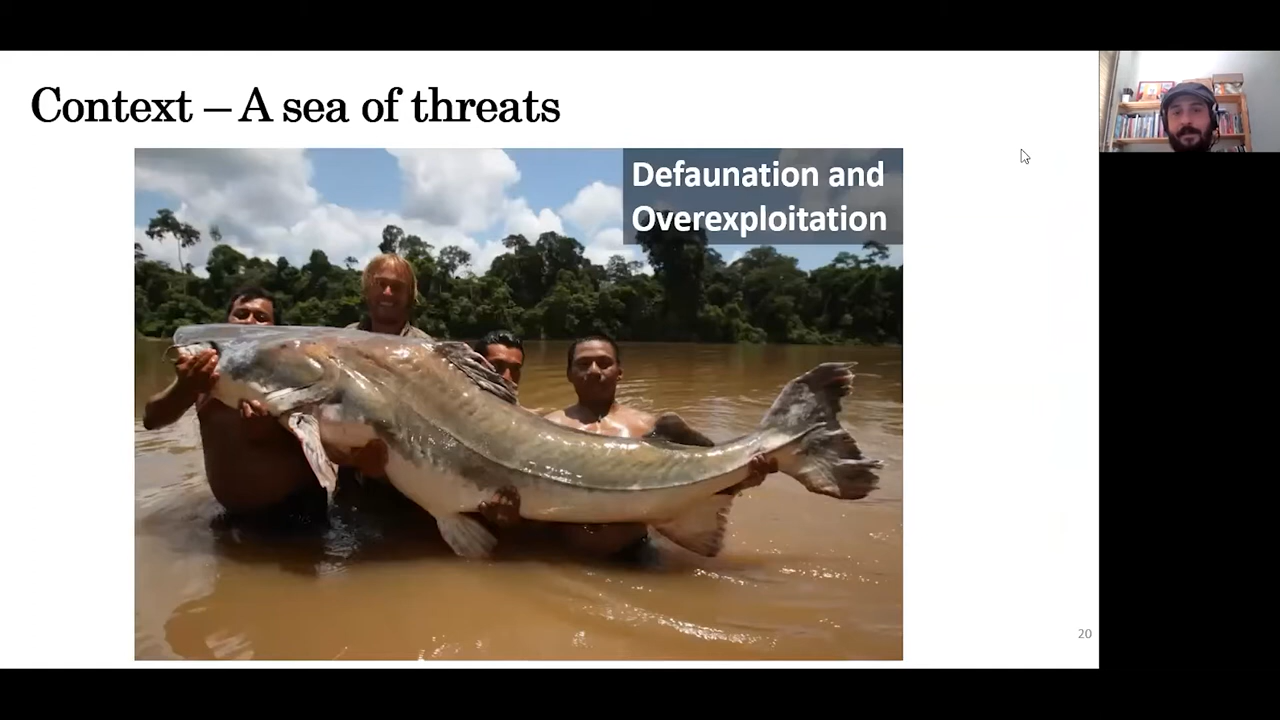 Context – A sea of threats
Defaunation and
Overexploitation
20